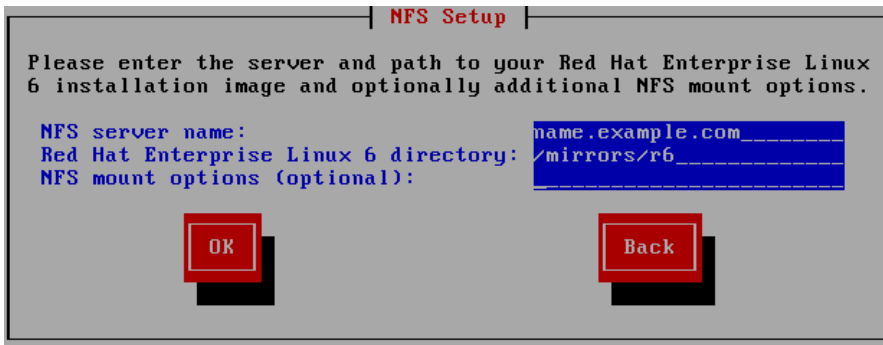 NFS Setup
Please enter the server and path to your Red Hat Enterprise Linux
6 installation image and optionally additional NFS mount options.
NFS server name: name.example.com________
Red Hat Enterprise Linux 6 directory: /mirrors/r6_____________
NFS mount options (optional): ________________________
OK Back